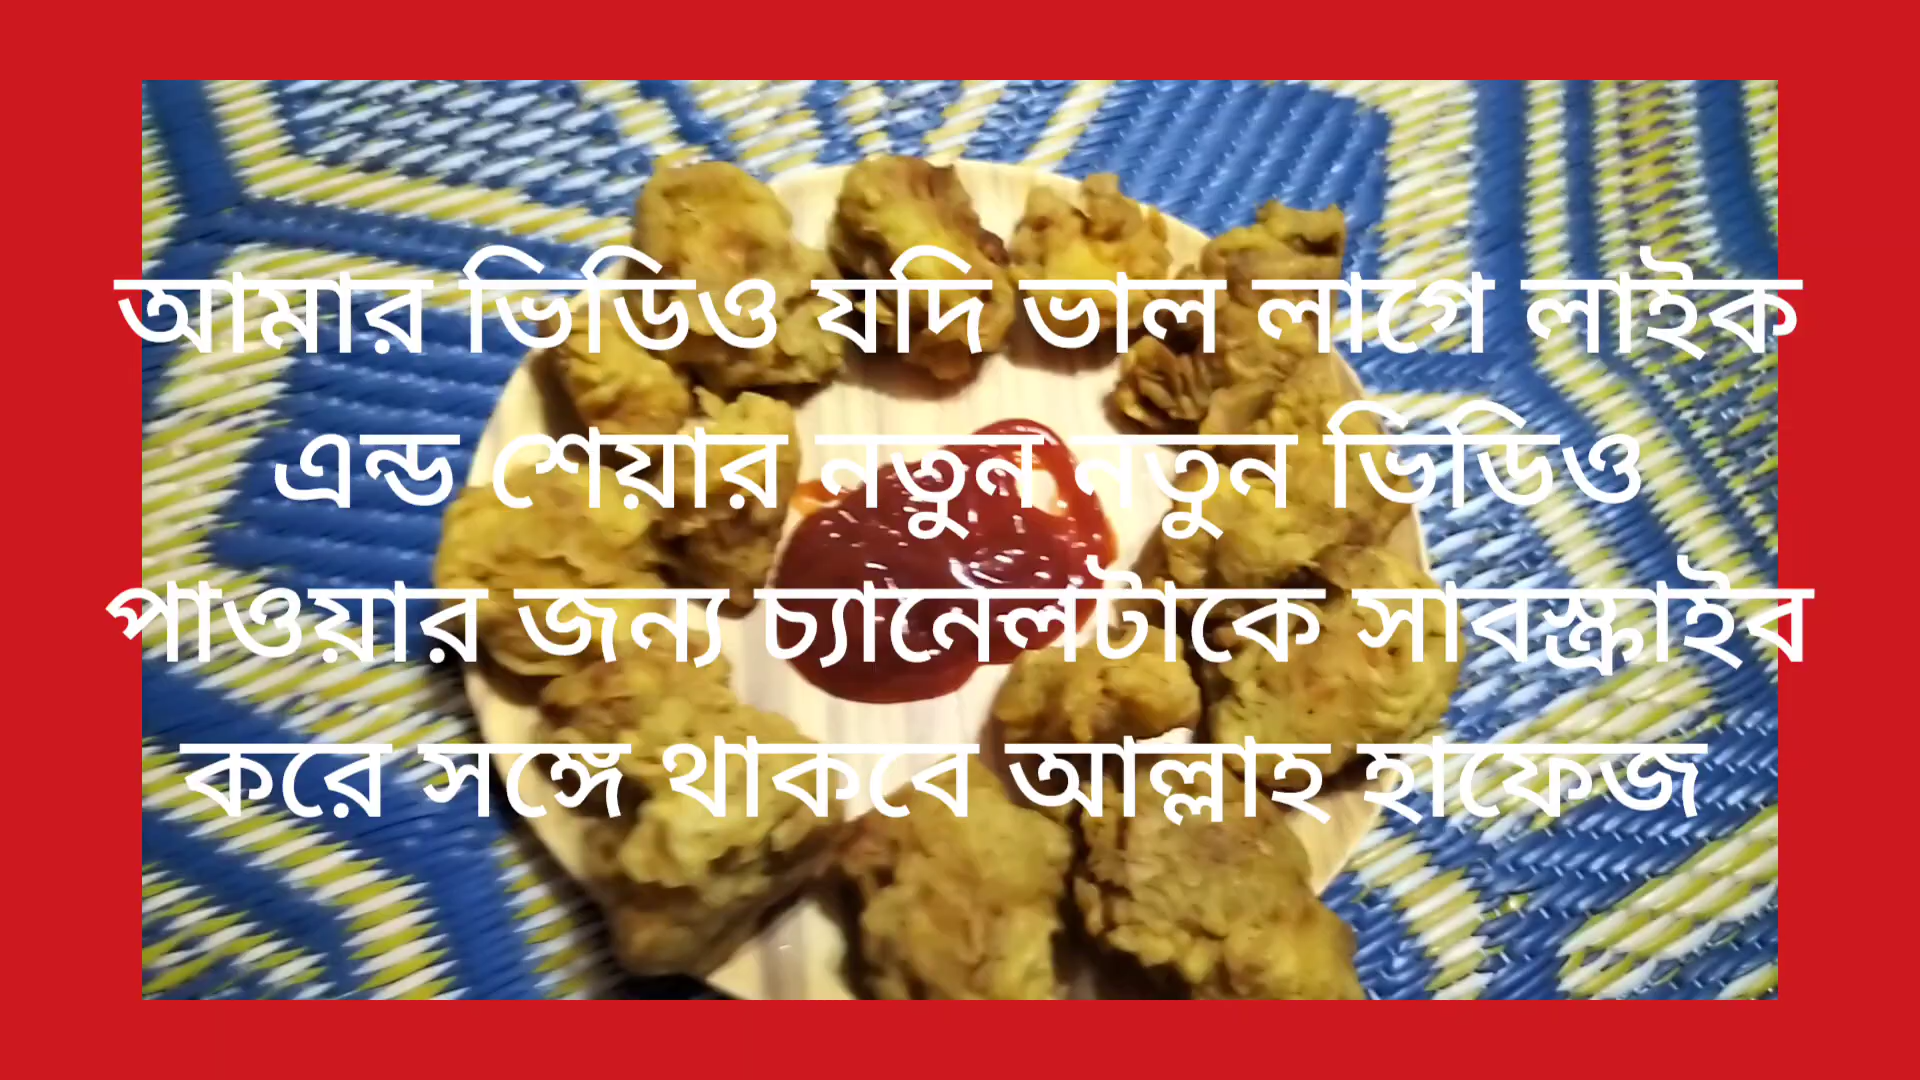 আমার ভিডিও যদি ভাল লাগে লাইক
এন্ড শেয়ার নতুন নতুন ভিডিও
পাওয়ার জন্য চ্যানেলটাকে সাবস্ক্রাইব
করে সঙ্গে থাকবে আল্লাহ হাফেজ